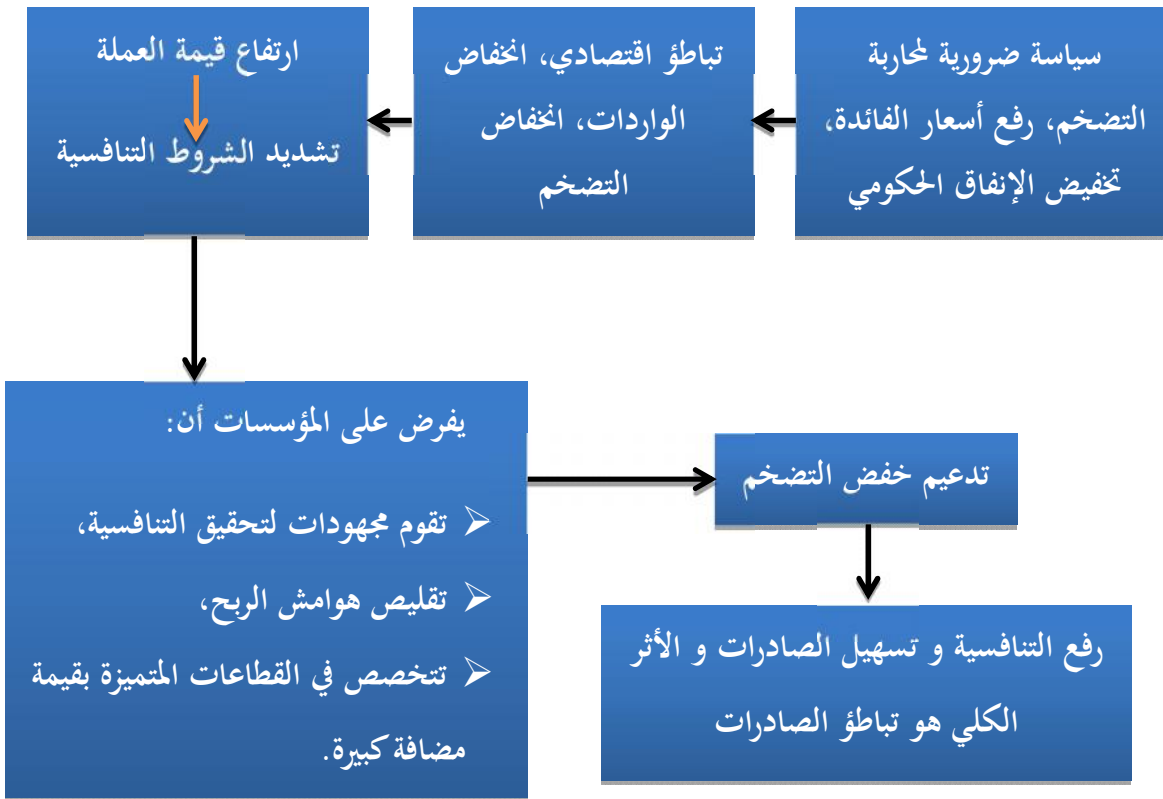 سياسة ضرورية لمحاربة
التضخم، رفع أسعار الفائدة،
تخفيض الإنفاق الحكومي
تباطؤ اقتصادي، انخفاض
الواردات، انخفاض
التضخم
ارتفاع قيمة العملة
تشديد الشروط التنافسية
يفرض على المؤسسات أن:
➢ تقوم مجهودات لتحقيق التنافسية،
➢ تقليص هوامش الربح،
➢ تتخصص في القطاعات المتميزة بقيمة
مضافة كبيرة.
تدعيم خفض التضخم
رفع التنافسية و تسهيل الصادرات و الأثر
الكلي هو تباطؤ الصادرات